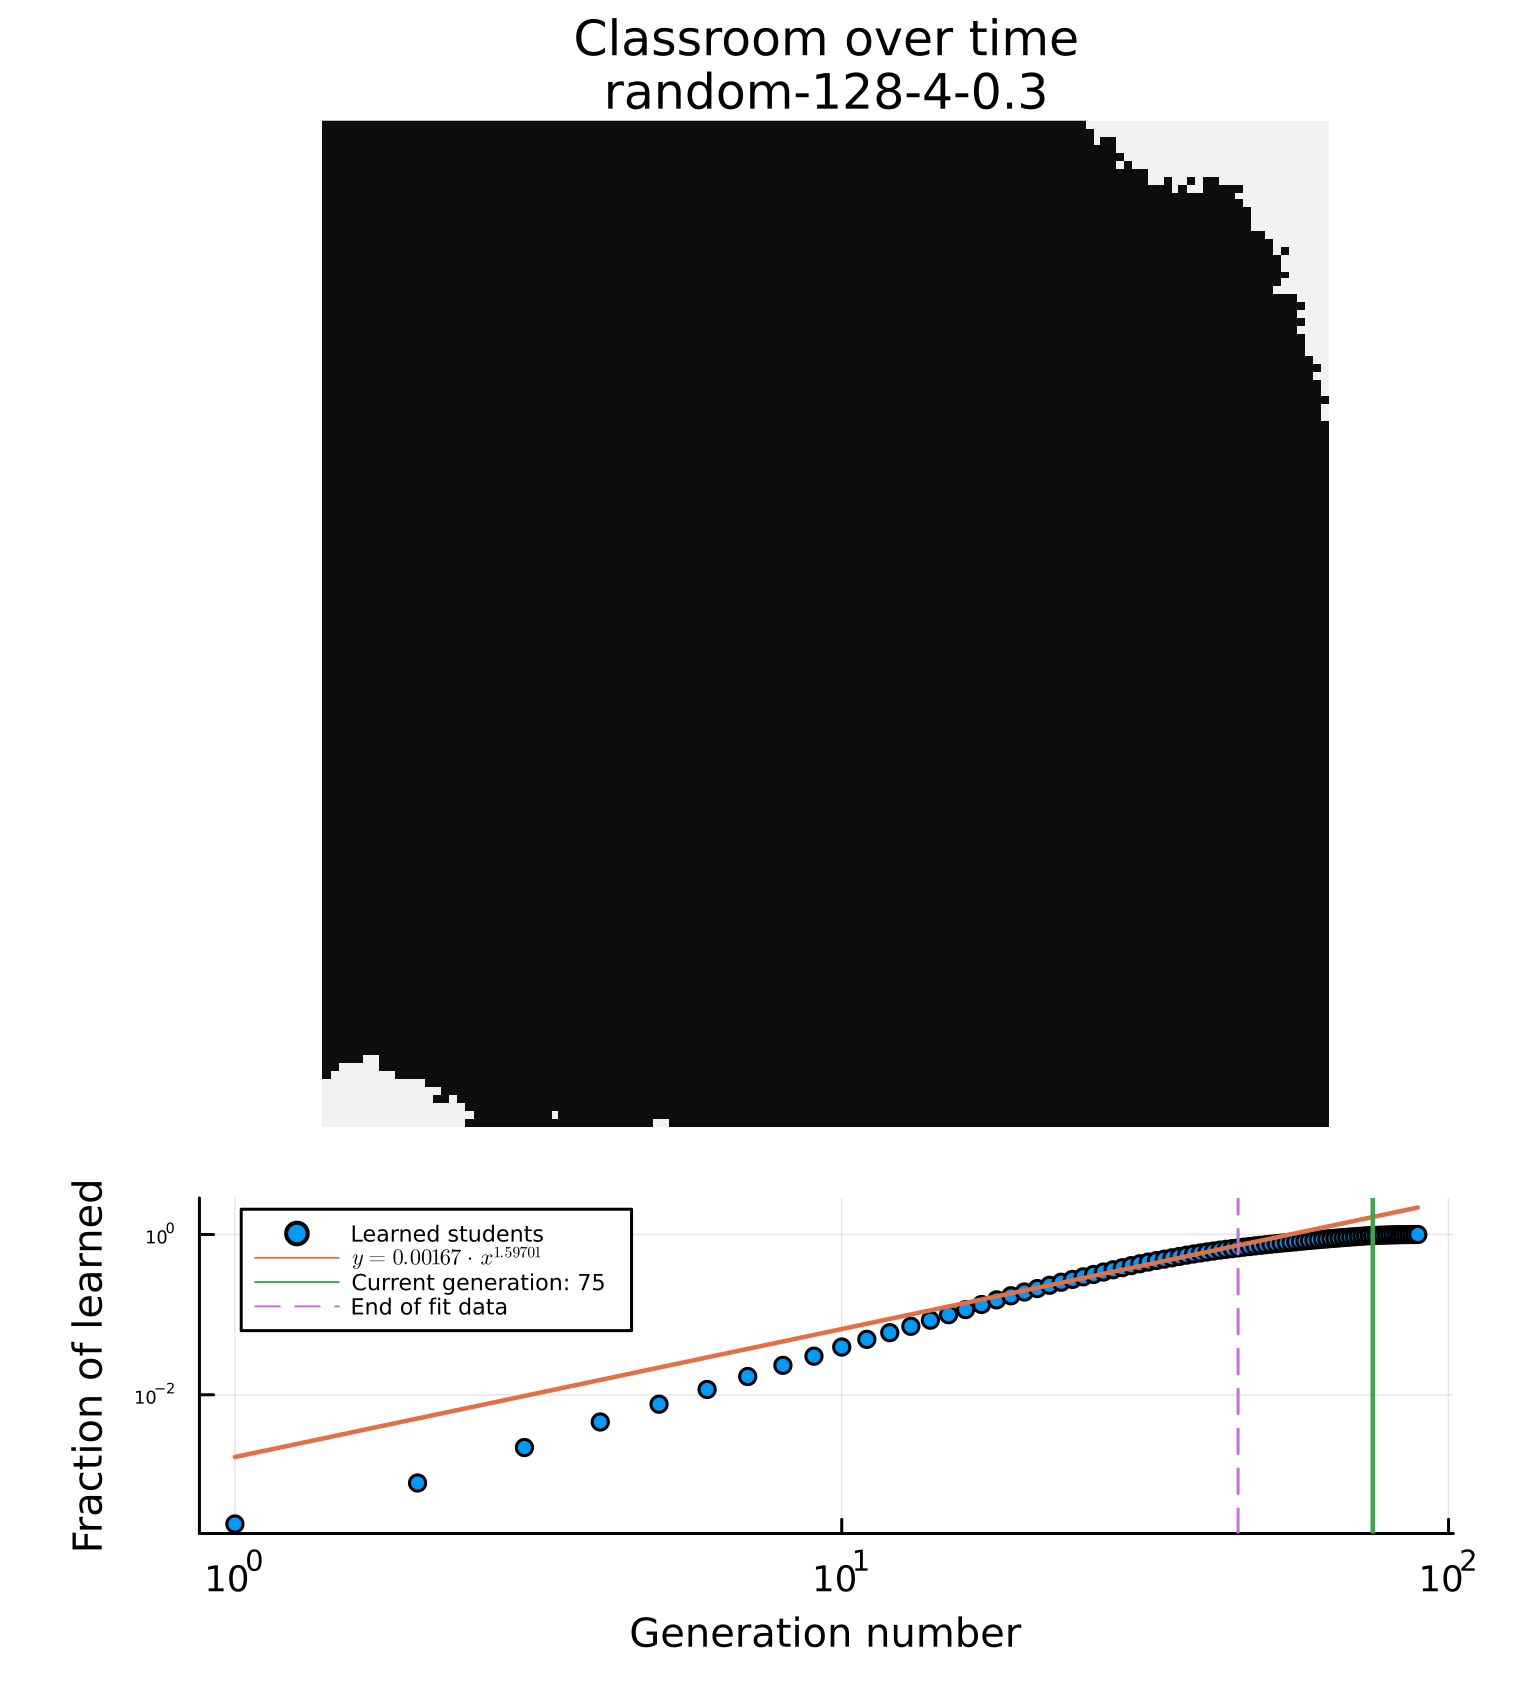 Classroom over time
random-128-4-0.3
Fraction of learned
10^0
10^-2
Learned students
y = 0.00167 · x^1.59701
Current generation: 75
End of fit data
10^0 10^1 10^2
Generation number